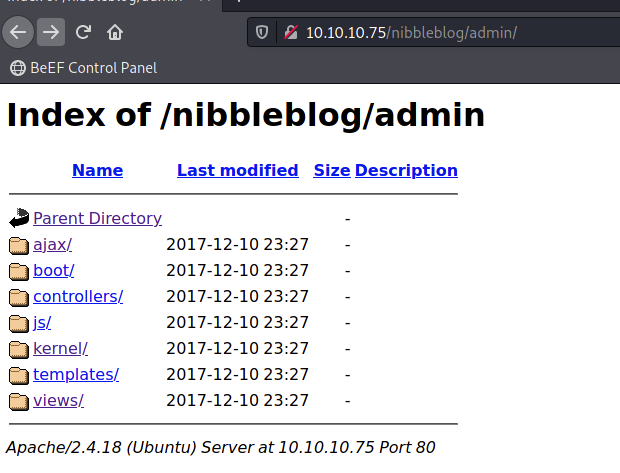 10.10.10.75/nibbleblog/admin/
BeEF Control Panel
Index of /nibbleblog/admin
Name Last modified Size Description
Parent Directory -
ajax/ 2017-12-10 23:27 -
boot/ 2017-12-10 23:27 -
controllers/ 2017-12-10 23:27 -
js/ 2017-12-10 23:27 -
kernel/ 2017-12-10 23:27 -
templates/ 2017-12-10 23:27 -
views/ 2017-12-10 23:27 -
Apache/2.4.18 (Ubuntu) Server at 10.10.10.75 Port 80